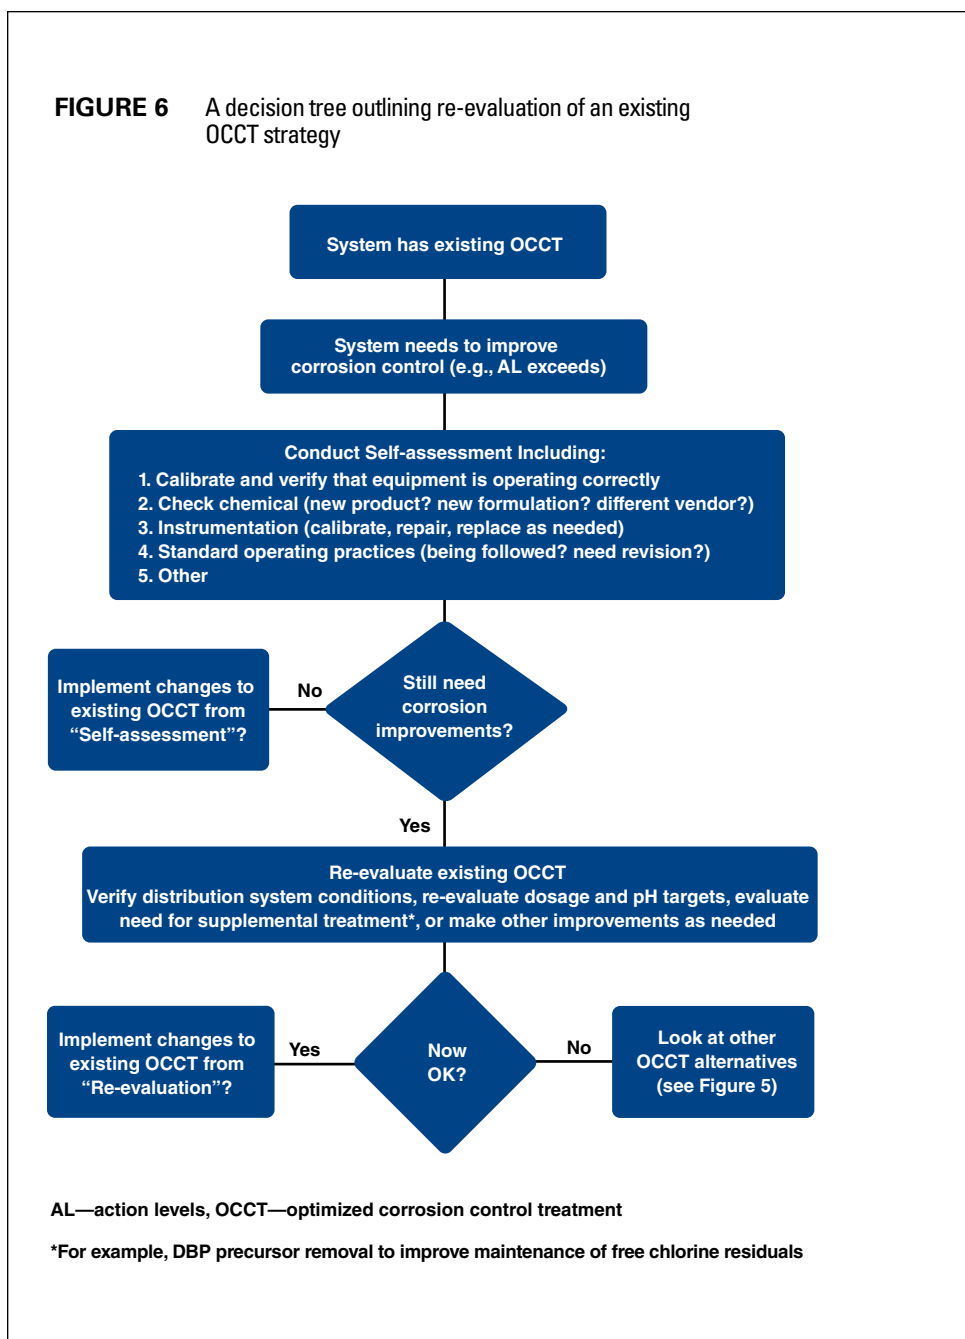 FIGURE 6 A decision tree outlining re-evaluation of an existing
OCCT strategy
System has existing OCCT
System needs to improve
corrosion control (e.g., AL exceeds)
Conduct Self-assessment Including:
1. Calibrate and verify that equipment is operating correctly
2. Check chemical (new product? new formulation? different vendor?)
3. Instrumentation (calibrate, repair, replace as needed)
4. Standard operating practices (being followed? need revision?)
5. Other
Still need
corrosion
improvements?
No
Implement changes to
existing OCCT from
“Self-assessment”?
Yes
Re-evaluate existing OCCT
Verify distribution system conditions, re-evaluate dosage and pH targets, evaluate
need for supplemental treatment*, or make other improvements as needed
Now
OK?
Yes
Implement changes to
existing OCCT from
“Re-evaluation”?
No
Look at other
OCCT alternatives
(see Figure 5)
AL—action levels, OCCT—optimized corrosion control treatment
*For example, DBP precursor removal to improve maintenance of free chlorine residuals